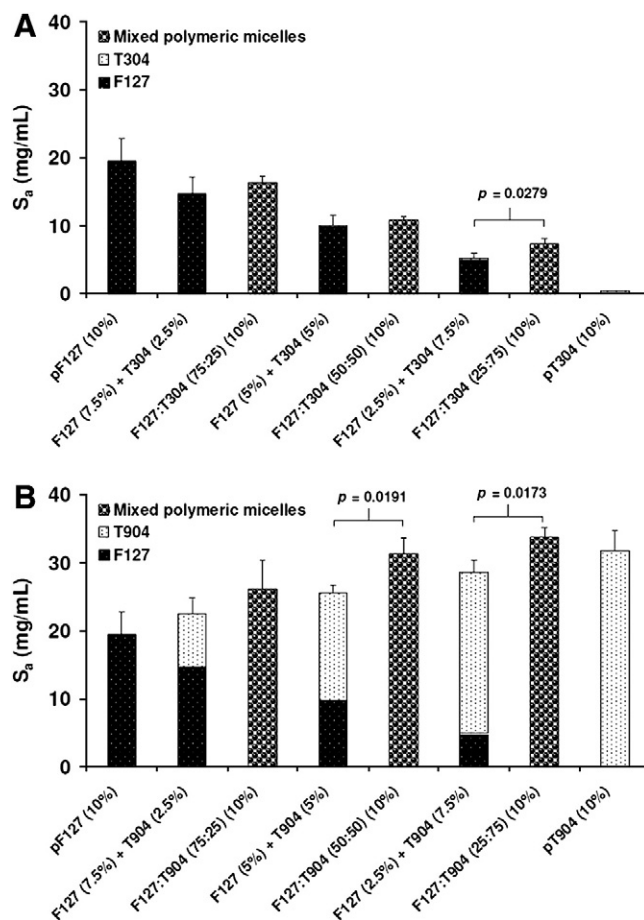 A
40
30
20
10
0
Sₐ (mg/mL)
Mixed polymeric micelles
T304
F127
p = 0.0279
pF127 (10%)
F127 (7.5%) + T304 (2.5%)
F127:T304 (75:25) (10%)
F127 (5%) + T304 (5%)
F127:T304 (50:50) (10%)
F127 (2.5%) + T304 (7.5%)
F127:T304 (25:75) (10%)
pT304 (10%)
B
40
30
20
10
0
Sₐ (mg/mL)
Mixed polymeric micelles
T904
F127
p = 0.0191
p = 0.0173
pF127 (10%)
F127 (7.5%) + T904 (2.5%)
F127:T904 (75:25) (10%)
F127 (5%) + T904 (5%)
F127:T904 (50:50) (10%)
F127 (2.5%) + T904 (7.5%)
F127:T904 (25:75) (10%)
pT904 (10%)